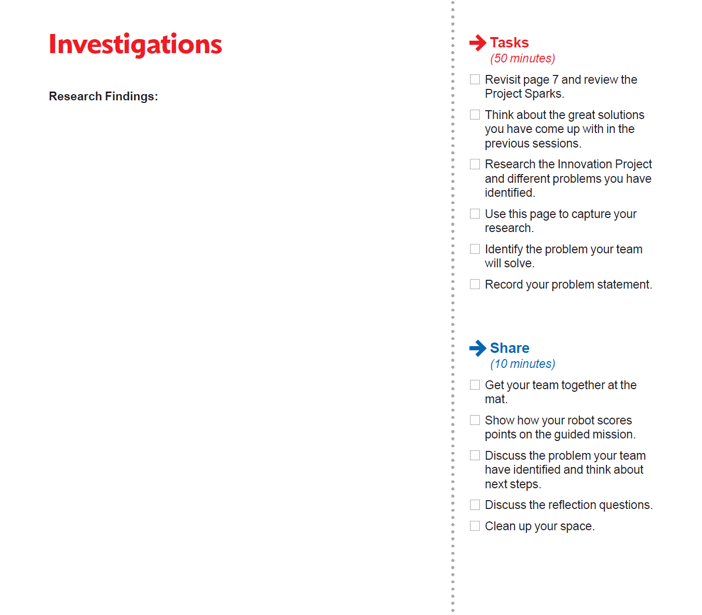 Investigations
Research Findings:
Tasks
(50 minutes)
Revisit page 7 and review the
Project Sparks.
Think about the great solutions
you have come up with in the
previous sessions.
Research the Innovation Project
and different problems you have
identified.
Use this page to capture your
research.
Identify the problem your team
will solve.
Record your problem statement.
Share
(10 minutes)
Get your team together at the
mat.
Show how your robot scores
points on the guided mission.
Discuss the problem your team
have identified and think about
next steps.
Discuss the reflection questions.
Clean up your space.